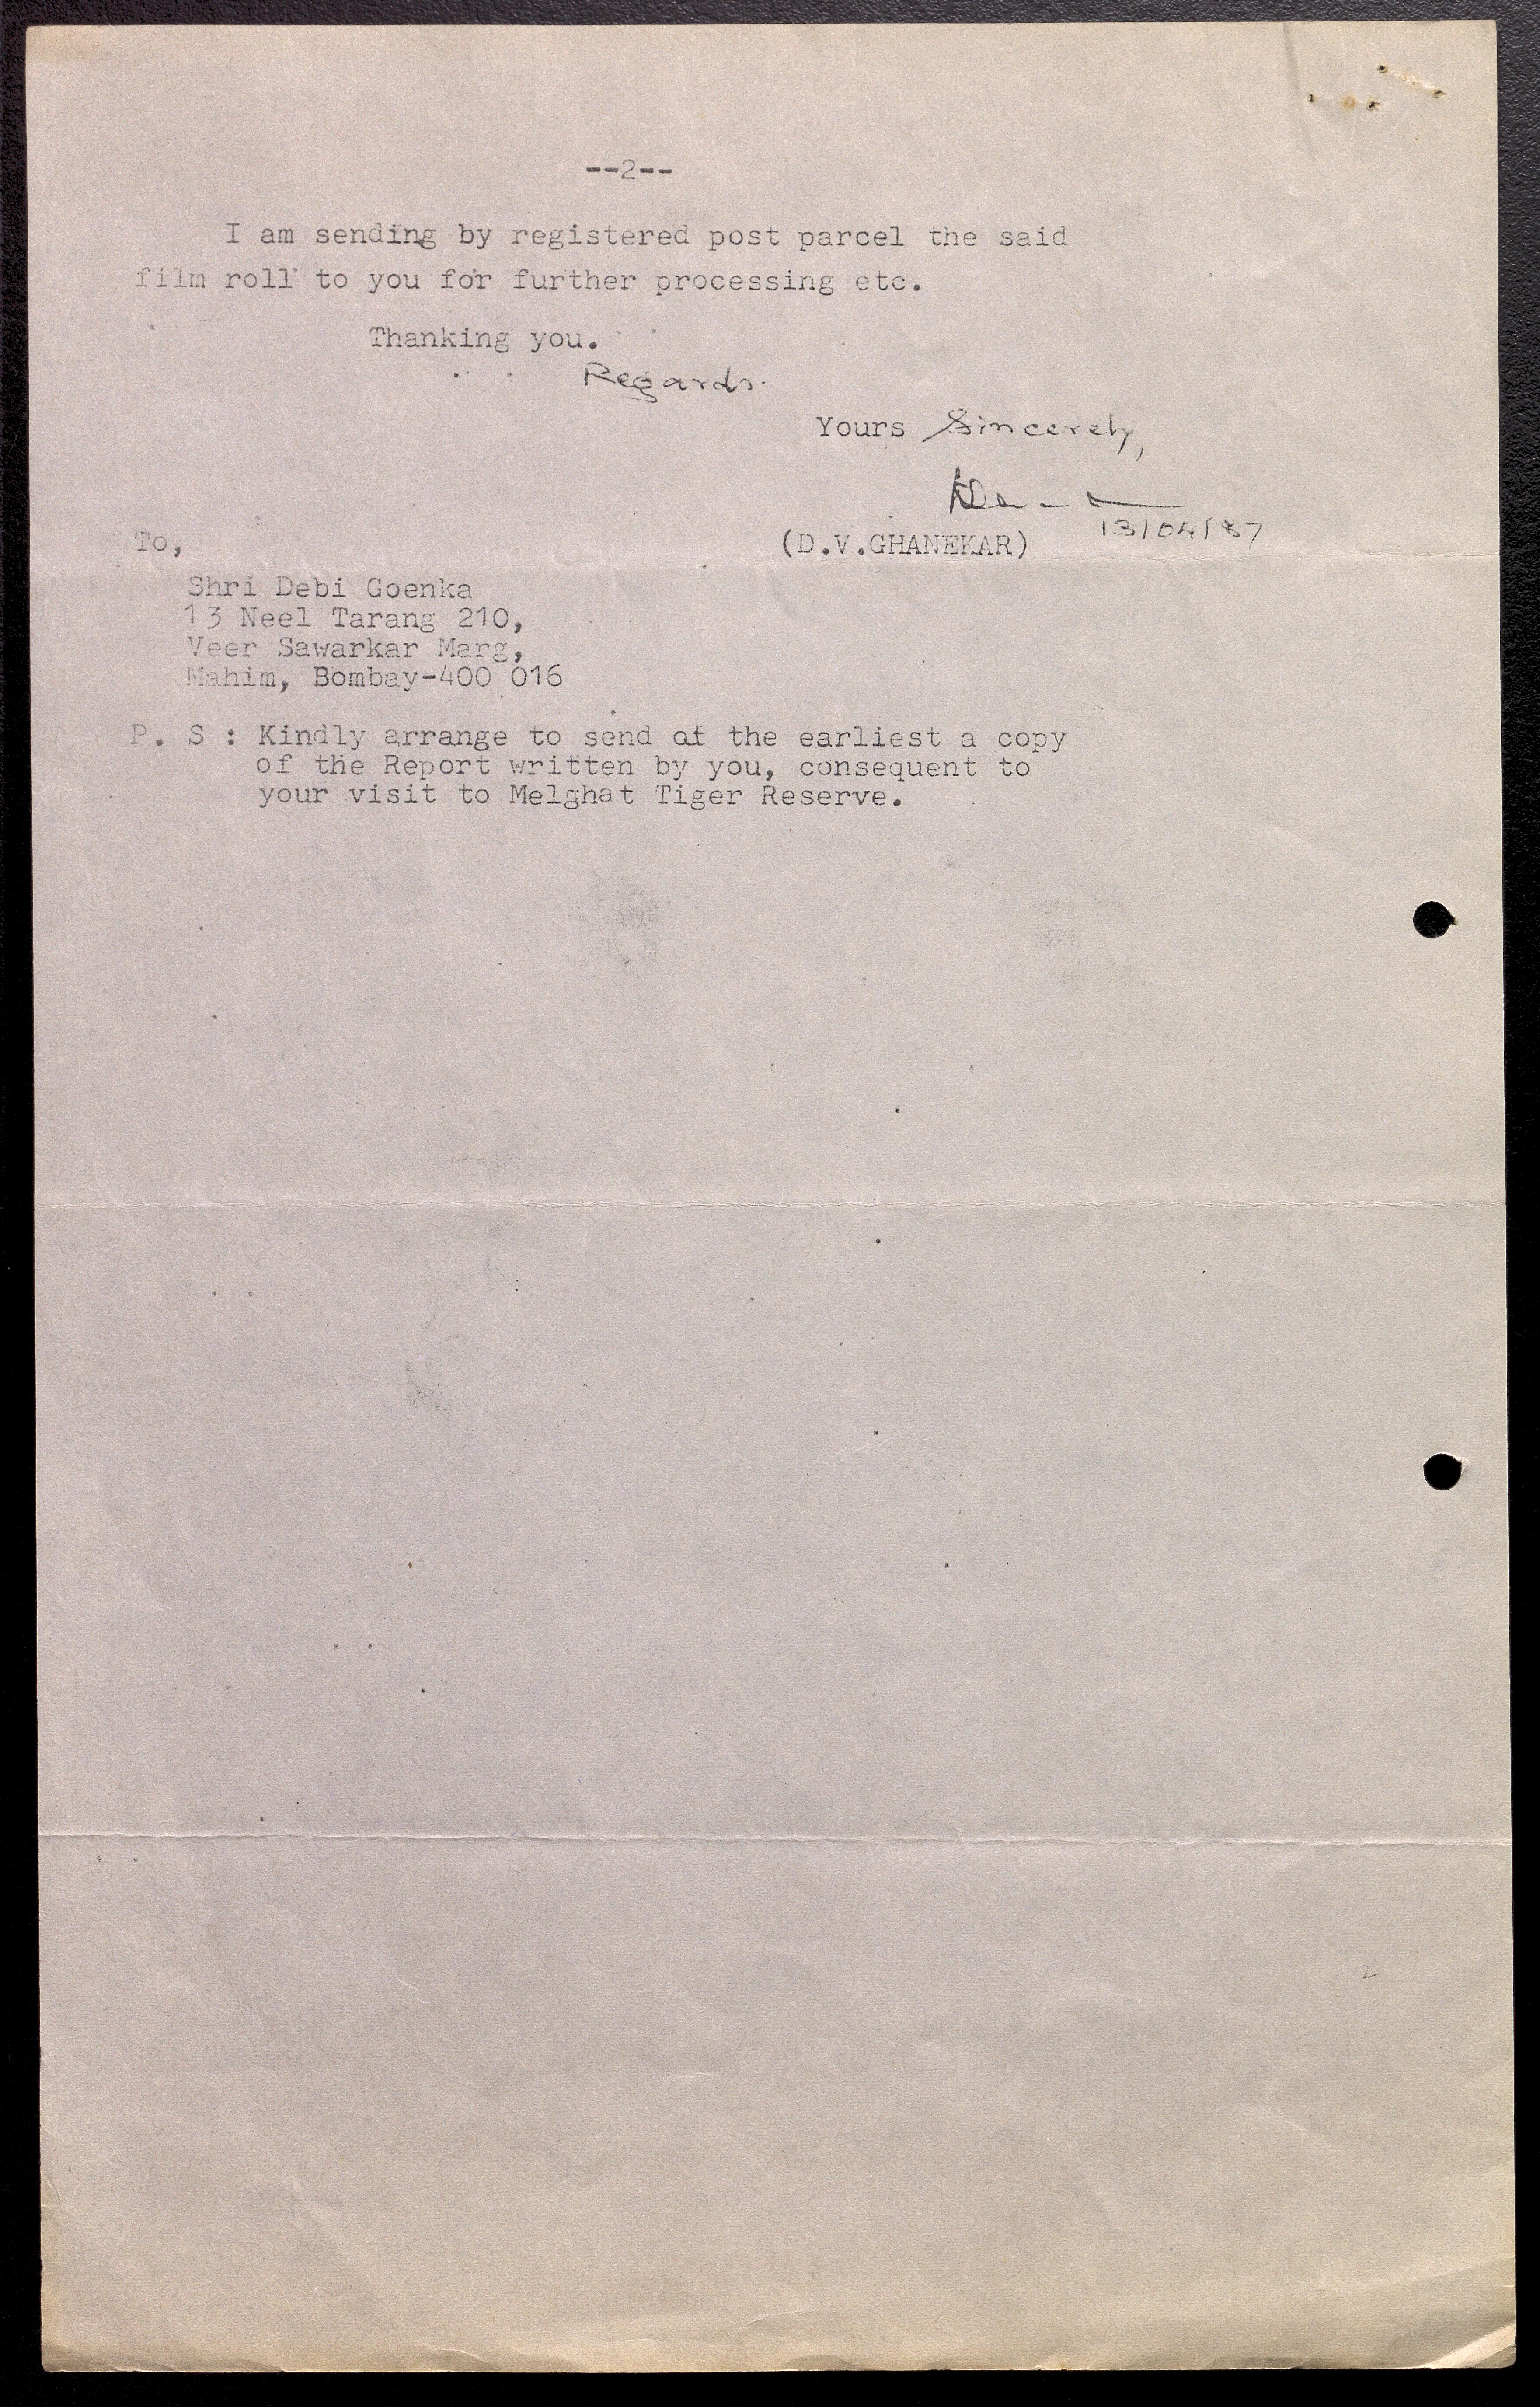 --2--
I am sending by registered post parcel the said
film roll to you for further processing etc.
Thanking you.
Regards.
Yours Sincerely,
13/04/87
(D.V.GHANEKAR)
To,
Shri Debi Goenka
13 Neel Tarang 210,
Veer Sawarkar Marg,
Mahim, Bombay-400 016
P. S : Kindly arrange to send at the earliest a copy
of the Report written by you, consequent to
your visit to Melghat Tiger Reserve.
2